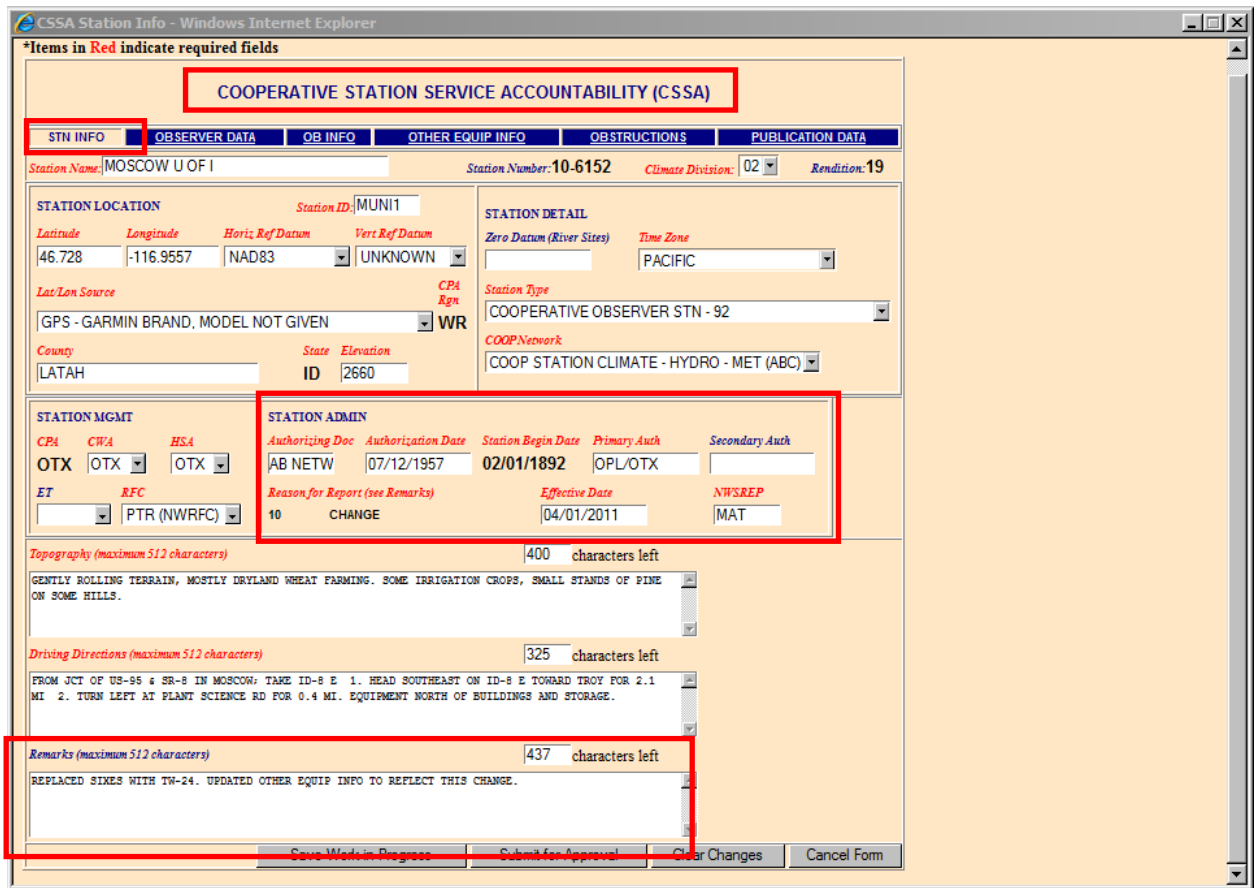 CSSA Station Info - Windows Internet Explorer
*Items in Red indicate required fields
COOPERATIVE STATION SERVICE ACCOUNTABILITY (CSSA)
STN INFO OBSERVER DATA OB INFO OTHER EQUIP INFO OBSTRUCTIONS PUBLICATION DATA
Station Name: MOSCOW U OF I Station Number: 10-6152 Climate Division: 02 Rendition: 19
STATION LOCATION Station ID: MUNI1
Latitude Longitude Horiz Ref Datum Vert Ref Datum
46.728 -116.9557 NAD83 UNKNOWN
Lat/Lon Source CPA Rgn
GPS - GARMIN BRAND, MODEL NOT GIVEN WR
County State Elevation
LATAH ID 2660
STATION DETAIL
Zero Datum (River Sites) Time Zone
PACIFIC
Station Type
COOPERATIVE OBSERVER STN - 92
COOP Network
COOP STATION CLIMATE - HYDRO - MET (ABC)
STATION MGMT
CPA CWA HSA
OTX OTX OTX
ET RFC
PTR (NWRFC)
STATION ADMIN
Authorizing Doc Authorization Date Station Begin Date Primary Auth Secondary Auth
AB NETW 07/12/1957 02/01/1892 OPL/OTX
Reason for Report (see Remarks) Effective Date NWSREP
10 CHANGE 04/01/2011 MAT
Topography (maximum 512 characters) 400 characters left
GENTLY ROLLING TERRAIN, MOSTLY DRYLAND WHEAT FARMING. SOME IRRIGATION CROPS, SMALL STANDS OF PINE
ON SOME HILLS.
Driving Directions (maximum 512 characters) 325 characters left
FROM JCT OF US-95 & SR-8 IN MOSCOW; TAKE ID-8 E 1. HEAD SOUTHEAST ON ID-8 E TOWARD TROY FOR 2.1
MI 2. TURN LEFT AT PLANT SCIENCE RD FOR 0.4 MI. EQUIPMENT NORTH OF BUILDINGS AND STORAGE.
Remarks (maximum 512 characters) 437 characters left
REPLACED SIXES WITH TW-24. UPDATED OTHER EQUIP INFO TO REFLECT THIS CHANGE.
Save Work in Progress Submit for Approval Clear Changes Cancel Form